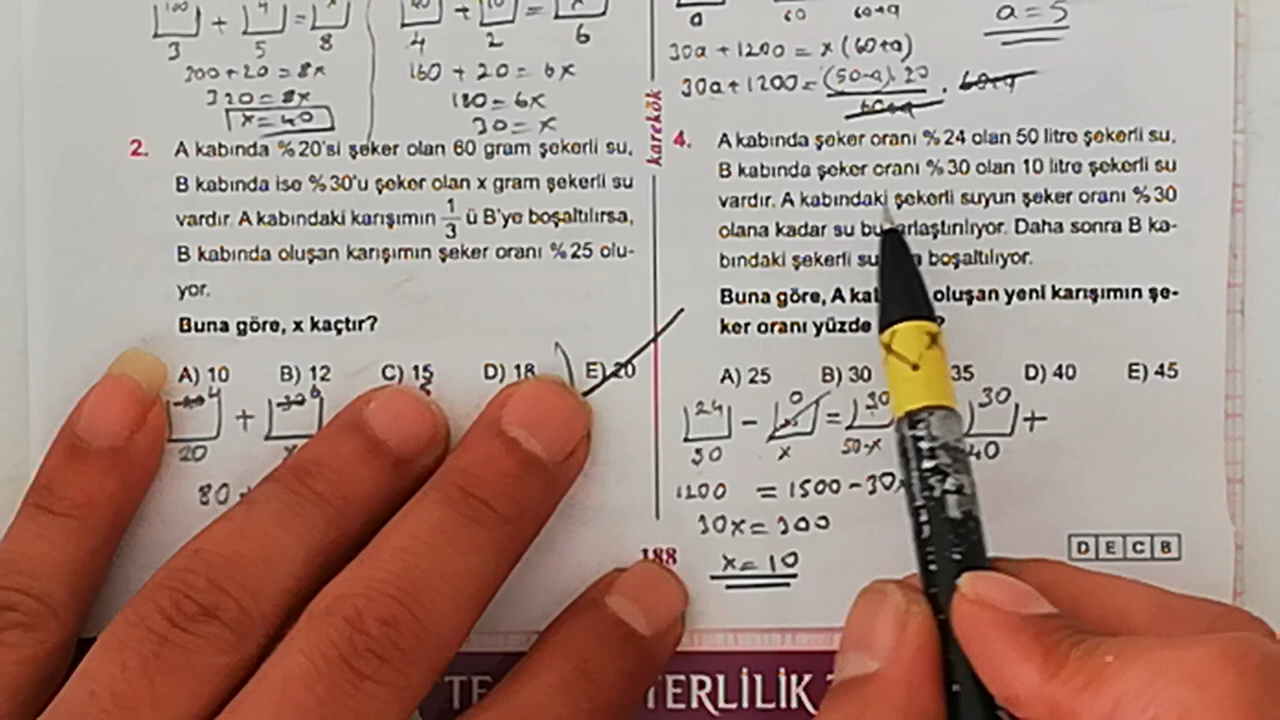 3 + 5 = 8
200+20=8x
320=8x
x=40
4 + 2 = 6
160 + 20 = 6x
180=6x
30=x
a 60 60+a
a=5
30a+1200=x(60+a)
30a+1200=(50-a).20
2. A kabında %20'si şeker olan 60 gram şekerli su,
B kabında ise %30'u şeker olan x gram şekerli su
vardır. A kabındaki karışımın 1/3 ü B'ye boşaltılırsa,
B kabında oluşan karışımın şeker oranı %25 olu-
yor.
Buna göre, x kaçtır?
A) 10 B) 12 C) 15 D) 18 E) 20
20
80
karekök
4. A kabında şeker oranı %24 olan 50 litre şekerli su,
B kabında şeker oranı %30 olan 10 litre şekerli su
vardır. A kabındaki şekerli suyun şeker oranı %30
olana kadar su Daha sonra B ka-
bındaki şekerli boşaltılıyor.
Buna göre, A oluşan yeni karışımın şe-
ker oranı yüzde
A) 25 B) 30 35 D) 40 E) 45
24 - 0 = 30 30 +
50 x 50-x 40
1200 = 1500-30x
30x=300
x=10
188
D E C B
TE TERLİLİK